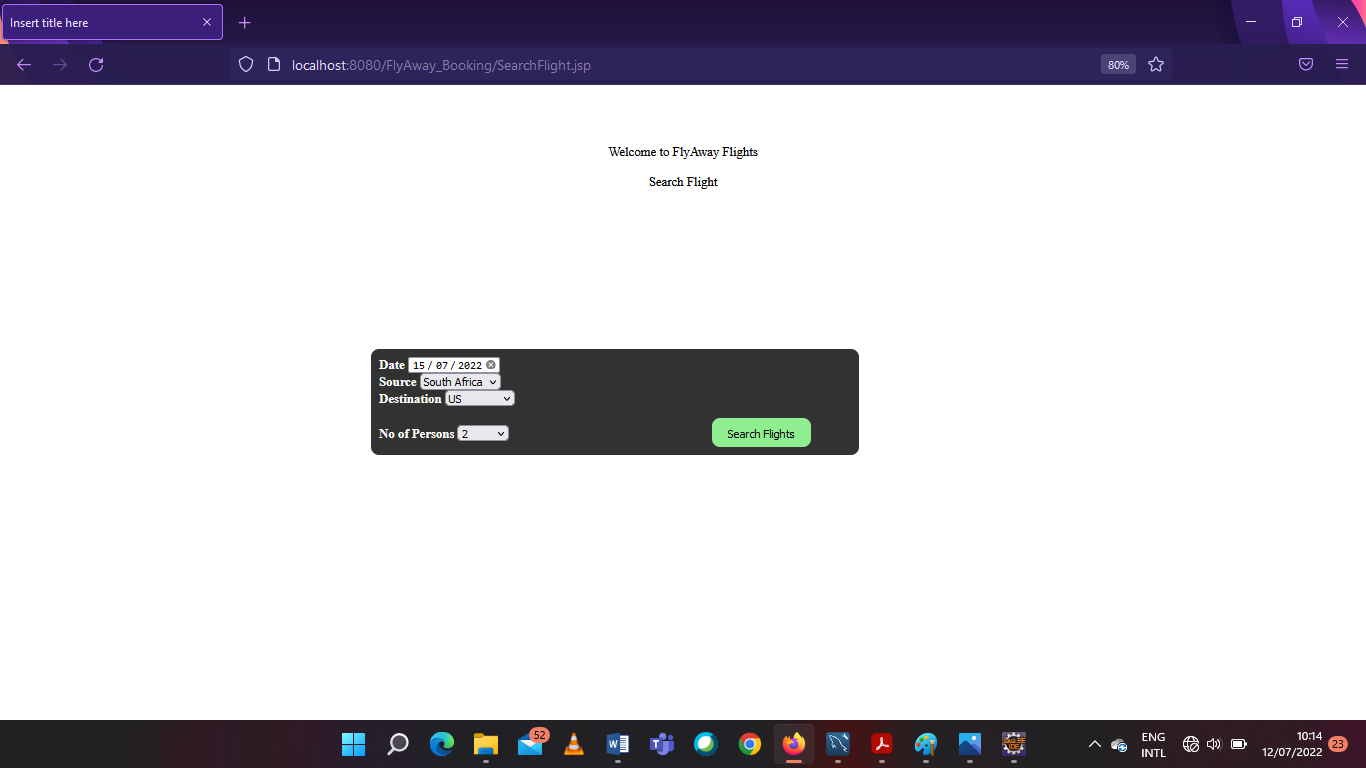 Insert title here
localhost:8080/FlyAway_Booking/SearchFlight.jsp
80%
Welcome to FlyAway Flights
Search Flight
Date 15 / 07 / 2022
Source South Africa
Destination US
No of Persons 2
Search Flights
52
ENG
INTL
10:14
12/07/2022
23